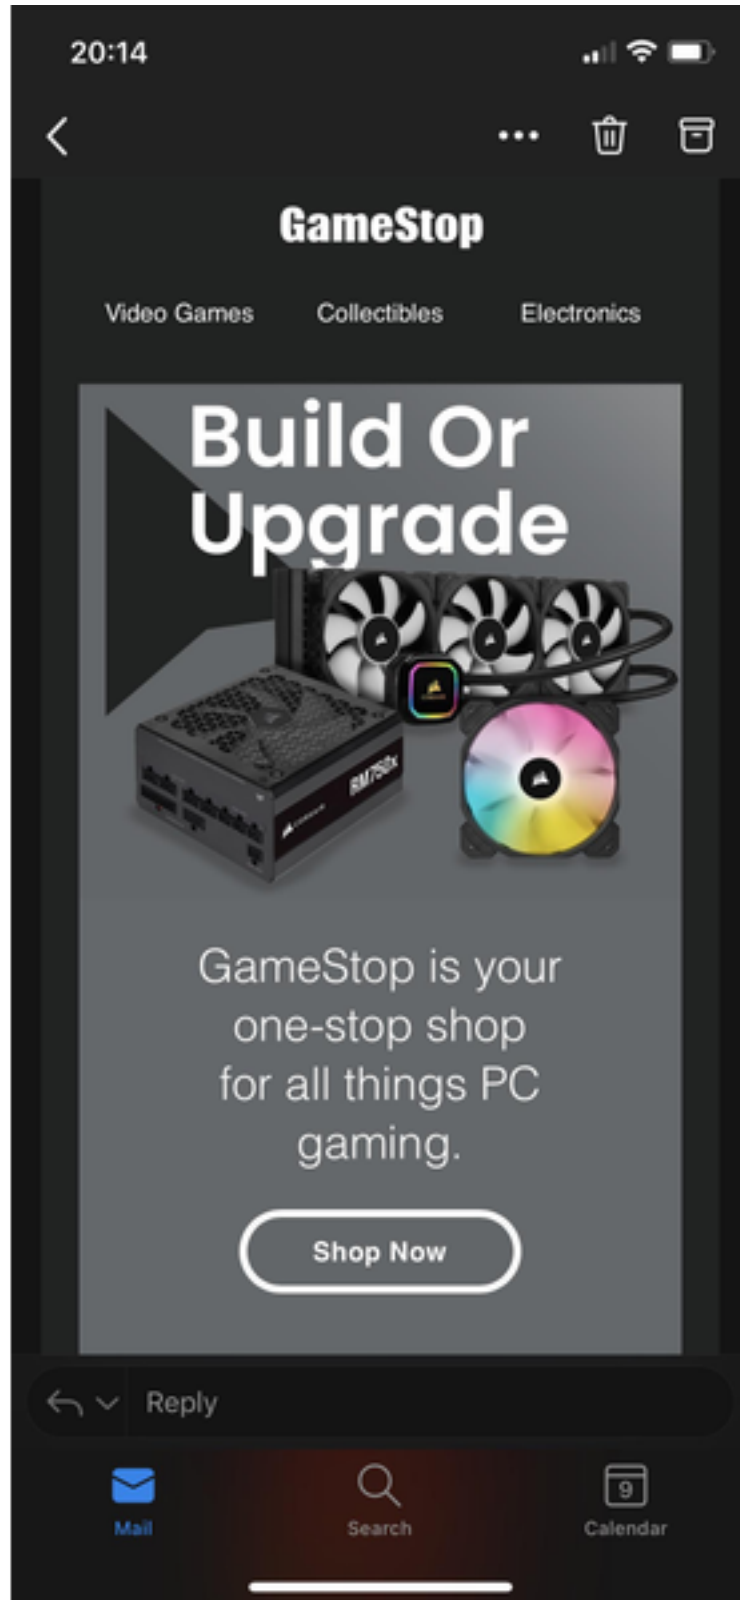 20:14
GameStop
Video Games Collectibles Electronics
Build Or
Upgrade
RM750x
CORSAIR
GameStop is your
one-stop shop
for all things PC
gaming.
Shop Now
Reply
9
Mail Search Calendar